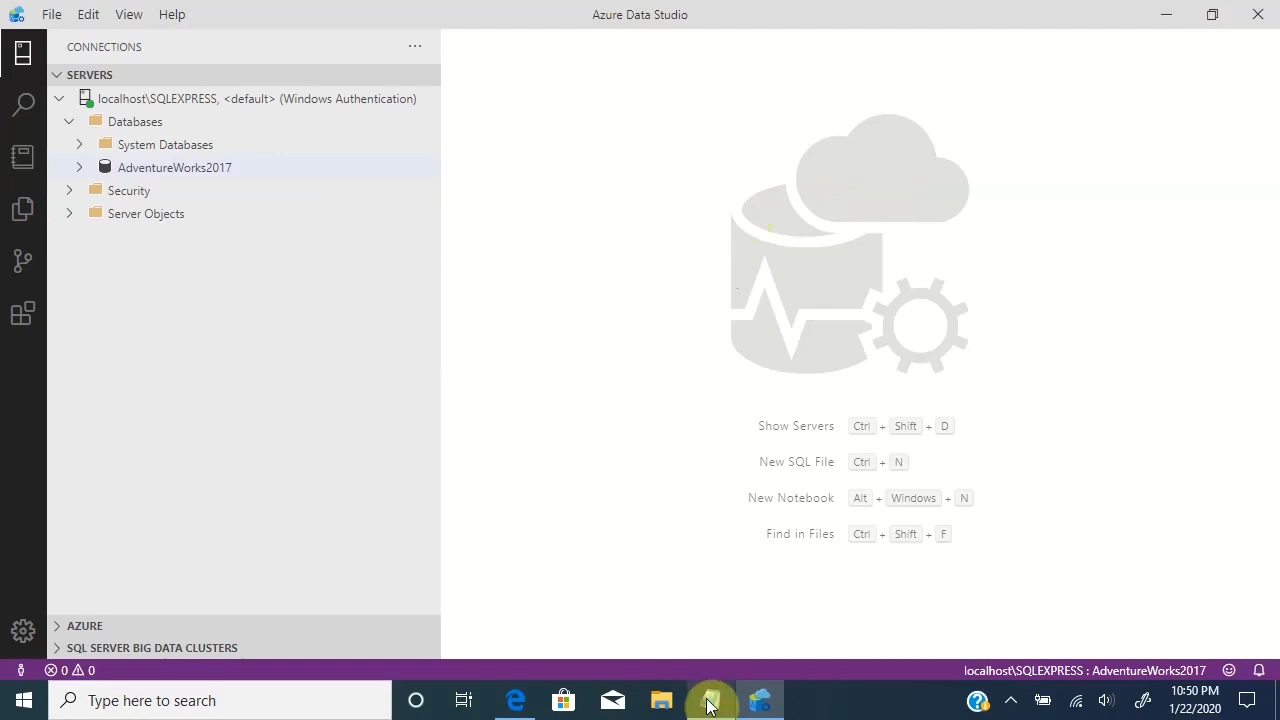 File Edit View Help
Azure Data Studio
CONNECTIONS
SERVERS
localhost\SQLEXPRESS, <default> (Windows Authentication)
Databases
System Databases
AdventureWorks2017
Security
Server Objects
Show Servers Ctrl + Shift + D
New SQL File Ctrl + N
New Notebook Alt + Windows + N
Find in Files Ctrl + Shift + F
AZURE
SQL SERVER BIG DATA CLUSTERS
0 0
localhost\SQLEXPRESS : AdventureWorks2017
Type here to search
10:50 PM
1/22/2020